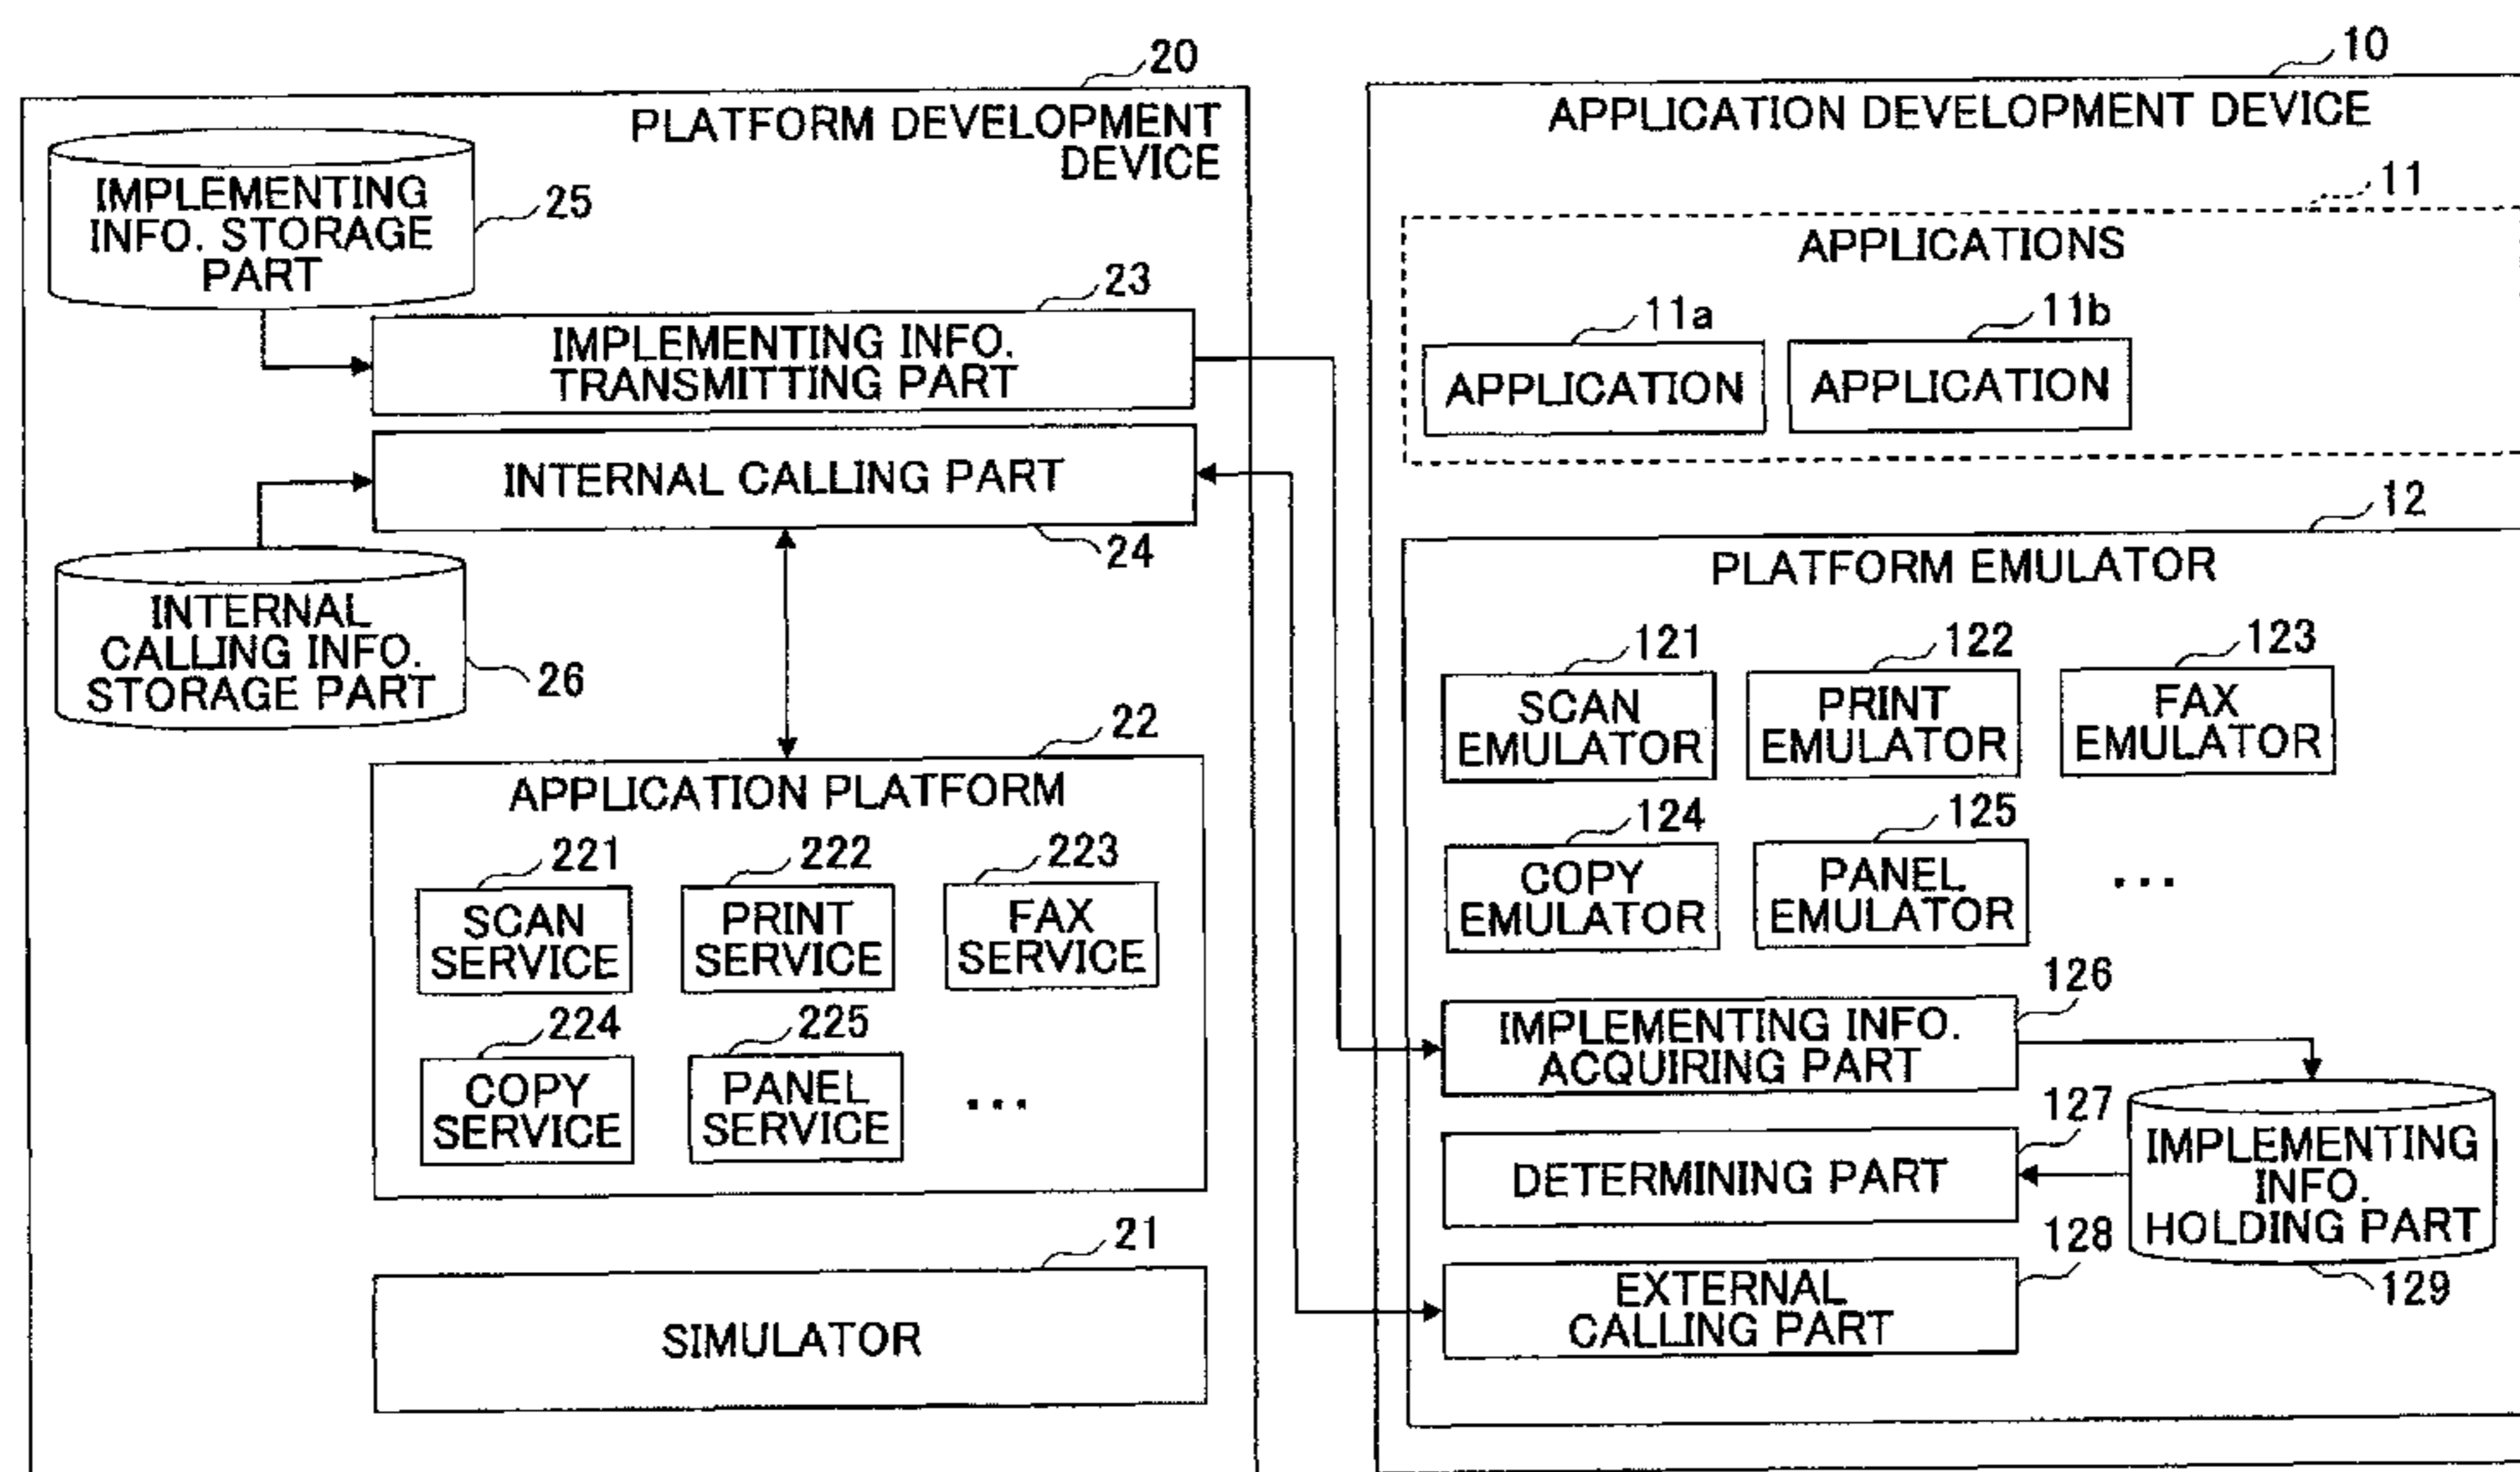 20
PLATFORM DEVELOPMENT
DEVICE
IMPLEMENTING
INFO. STORAGE
PART
25
23
IMPLEMENTING INFO.
TRANSMITTING PART
INTERNAL CALLING PART
24
INTERNAL
CALLING INFO.
STORAGE PART
26
22
APPLICATION PLATFORM
221
SCAN
SERVICE
222
PRINT
SERVICE
223
FAX
SERVICE
224
COPY
SERVICE
225
PANEL
SERVICE
...
21
SIMULATOR
10
APPLICATION DEVELOPMENT DEVICE
11
APPLICATIONS
11a
APPLICATION
11b
APPLICATION
12
PLATFORM EMULATOR
121
SCAN
EMULATOR
122
PRINT
EMULATOR
123
FAX
EMULATOR
124
COPY
EMULATOR
125
PANEL
EMULATOR
...
126
IMPLEMENTING INFO.
ACQUIRING PART
127
DETERMINING PART
128
EXTERNAL
CALLING PART
IMPLEMENTING
INFO.
HOLDING PART
129